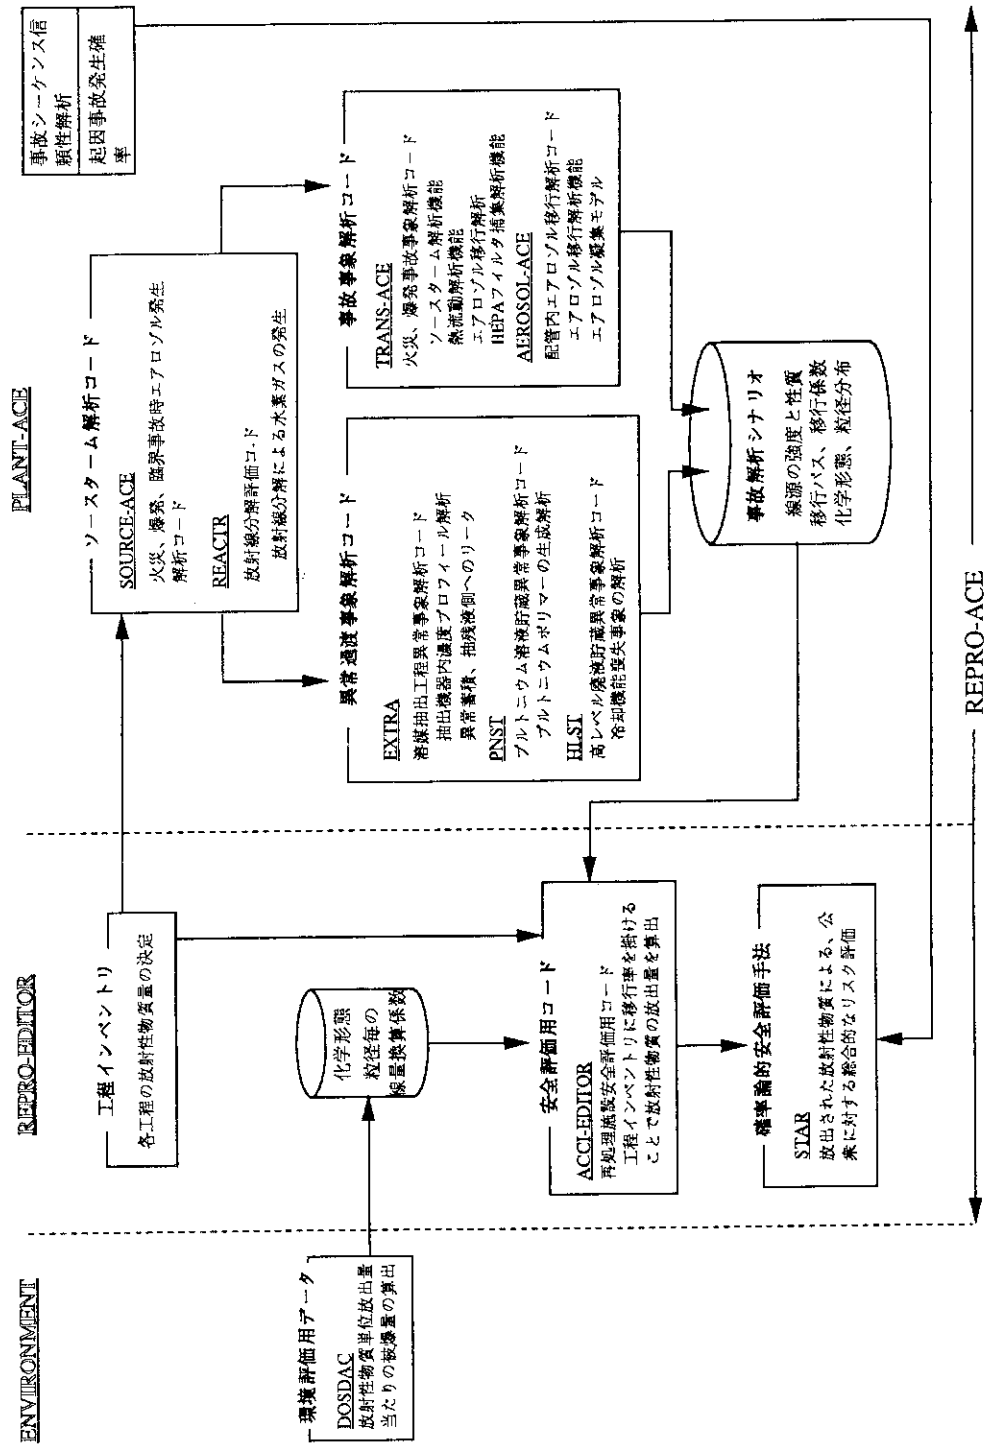 ENVIRONMENT
REPRO-EDITOR
PLANT-ACE
環境評価用データ
DOSDAC
放射性物質単位放出量
当たりの被爆量の算出
工程インベントリ
各工程の放射性物質量の決定
化学形態
粒径毎の
線量換算係数
安全評価用コード
ACCI-EDITOR
再処理施設安全評価用コード
工程インベントリに移行率を掛ける
ことで放射性物質の放出量を算出
確率論的安全評価手法
STAR
放出された放射性物質による、公
衆に対する総合的なリスク評価
ソースターム解析コード
SOURCE-ACE
火災、爆発、臨界事故時エアロゾル発生
解析コード
REACTR
放射線分解評価コード
放射線分解による水素ガスの発生
異常過渡事象解析コード
EXTRA
溶媒抽出工程異常事象解析コード
抽出機器内濃度プロフィール解析
異常蓄積、抽残液側へのリーク
PNST
プルトニウム溶液貯蔵異常事象解析コード
プルトニウムポリマーの生成解析
HLST
高レベル廃液貯蔵異常事象解析コード
冷却機能喪失事象の解析
事故事象解析コード
TRANS-ACE
火災、爆発事故事象解析コード
ソースターム解析機能
熱流動解析機能
エアロゾル移行解析
HEPAフィルタ捕集解析機能
AEROSOL-ACE
配管内エアロゾル移行解析コード
エアロゾル移行解析機能
エアロゾル凝集モデル
事故解析シナリオ
線源の強度と性質
移行パス、移行係数
化学形態、粒径分布
事故シーケンス信
頼性解析
起因事故発生確
率
REPRO-ACE